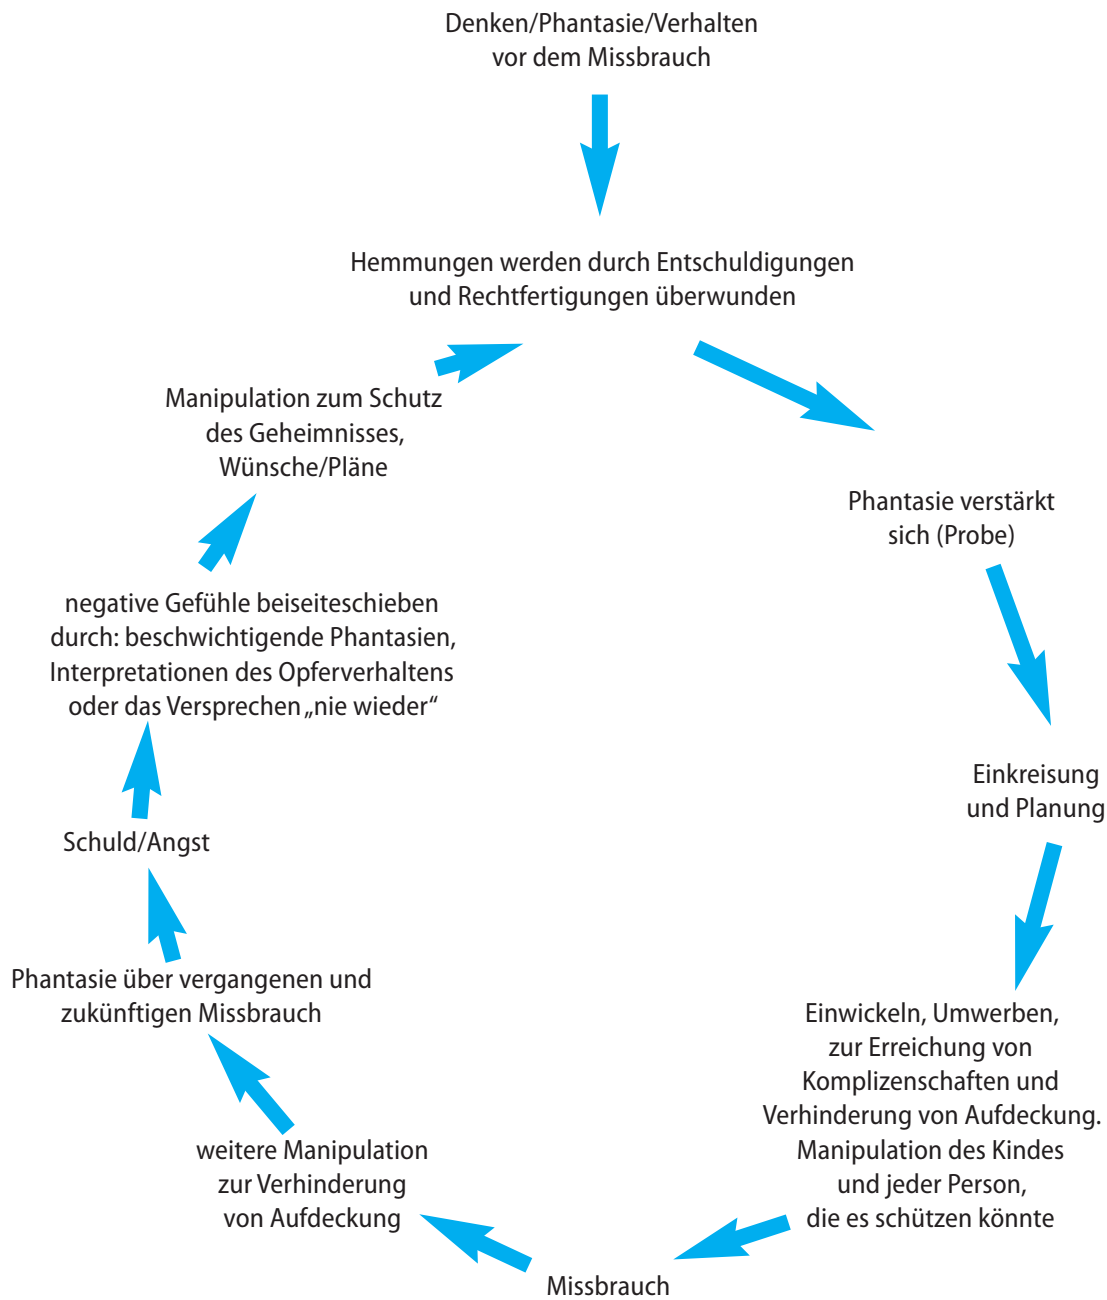 Denken/Phantasie/Verhalten
vor dem Missbrauch
Hemmungen werden durch Entschuldigungen
und Rechtfertigungen überwunden
Phantasie verstärkt
sich (Probe)
Einkreisung
und Planung
Einwickeln, Umwerben,
zur Erreichung von
Komplizenschaften und
Verhinderung von Aufdeckung.
Manipulation des Kindes
und jeder Person,
die es schützen könnte
Missbrauch
weitere Manipulation
zur Verhinderung
von Aufdeckung
Phantasie über vergangenen und
zukünftigen Missbrauch
Schuld/Angst
negative Gefühle beiseiteschieben
durch: beschwichtigende Phantasien,
Interpretationen des Opferverhaltens
oder das Versprechen „nie wieder“
Manipulation zum Schutz
des Geheimnisses,
Wünsche/Pläne